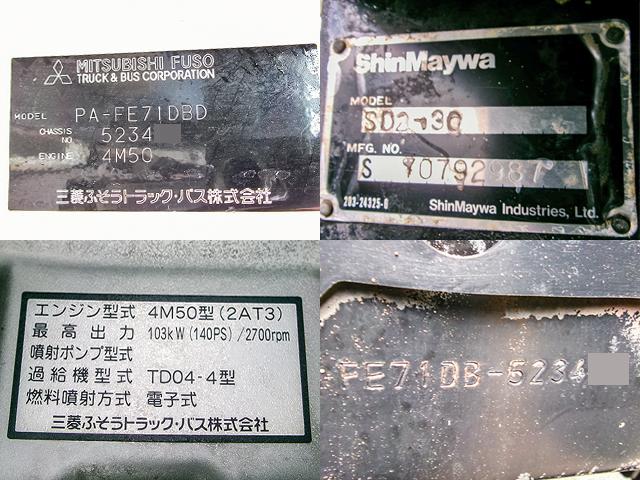 MITSUBISHI FUSO
TRUCK & BUS CORPORATION
MODEL PA-FE71DBD
CHASSIS NO 5234
ENGINE 4M50
三菱ふそうトラック・バス株式会社
ShinMaywa
MODEL
SD2-30
MFG. NO.
S 70792987
203-24325-0 ShinMaywa Industries, Ltd.
エンジン型式 4M50型(2AT3)
最高出力 103kW(140PS)/2700rpm
噴射ポンプ型式
過給機型式 TD04-4型
燃料噴射方式 電子式
三菱ふそうトラック・バス株式会社
FE71DB-5234